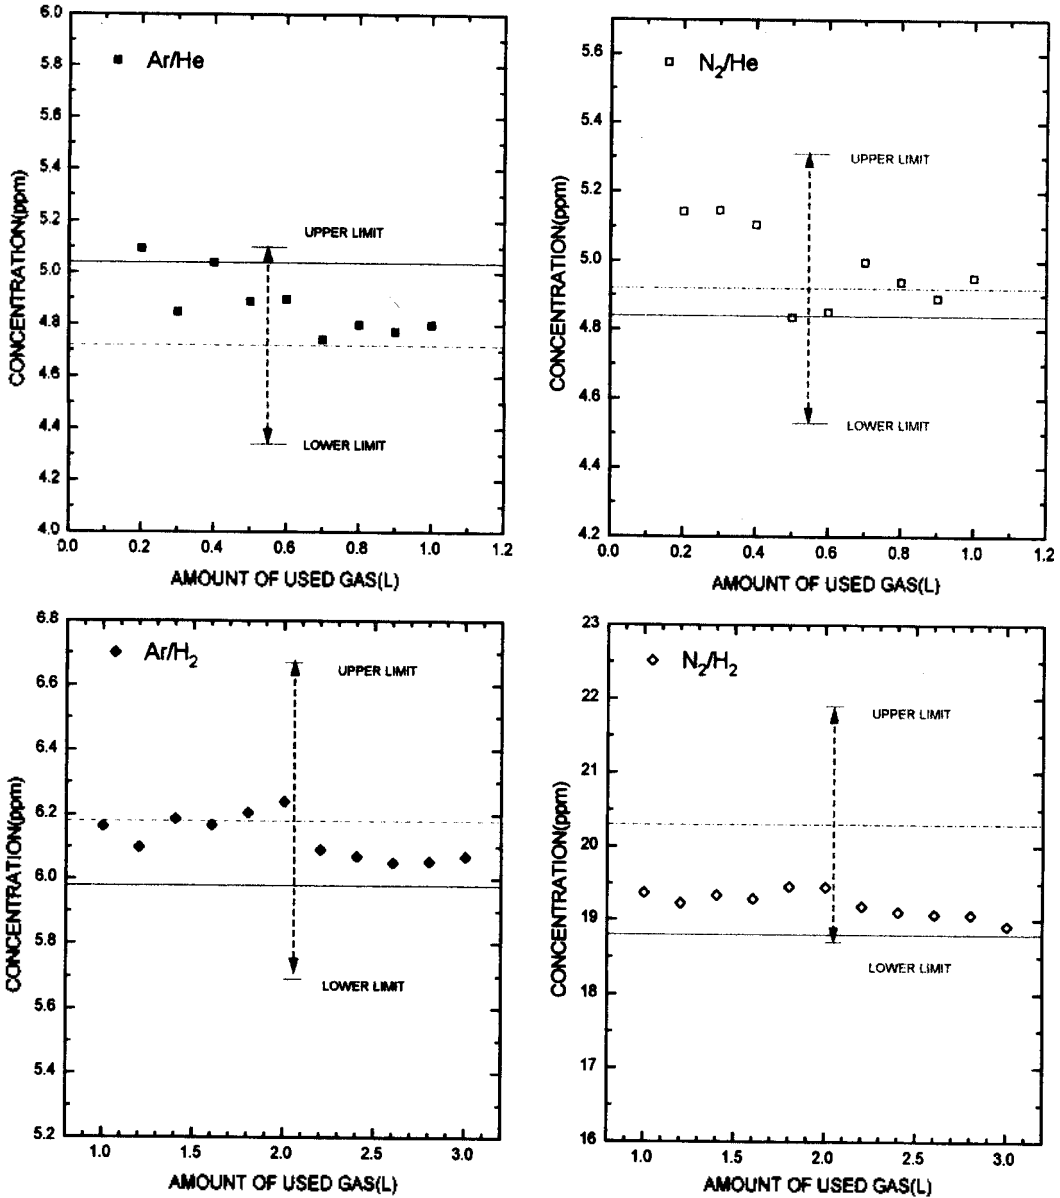 Ar/He
CONCENTRATION(ppm)
6.0
5.8
5.6
5.4
5.2
5.0
4.8
4.6
4.4
4.2
4.0
UPPER LIMIT
LOWER LIMIT
0.0 0.2 0.4 0.6 0.8 1.0 1.2
AMOUNT OF USED GAS(L)
N2/He
CONCENTRATION(ppm)
5.6
5.4
5.2
5.0
4.8
4.6
4.4
4.2
UPPER LIMIT
LOWER LIMIT
0.0 0.2 0.4 0.6 0.8 1.0 1.2
AMOUNT OF USED GAS(L)
Ar/H2
CONCENTRATION(ppm)
6.8
6.6
6.4
6.2
6.0
5.8
5.6
5.4
5.2
UPPER LIMIT
LOWER LIMIT
1.0 1.5 2.0 2.5 3.0
AMOUNT OF USED GAS(L)
N2/H2
CONCENTRATION(ppm)
23
22
21
20
19
18
17
16
UPPER LIMIT
LOWER LIMIT
1.0 1.5 2.0 2.5 3.0
AMOUNT OF USED GAS(L)